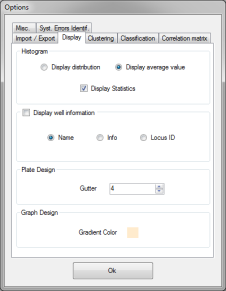 Options
Misc. Syst. Errors Identif.
Import / Export Display Clustering Classification Correlation matrix
Histogram
Display distribution Display average value
Display Statistics
Display well information
Name Info Locus ID
Plate Design
Gutter 4
Graph Design
Gradient Color
Ok